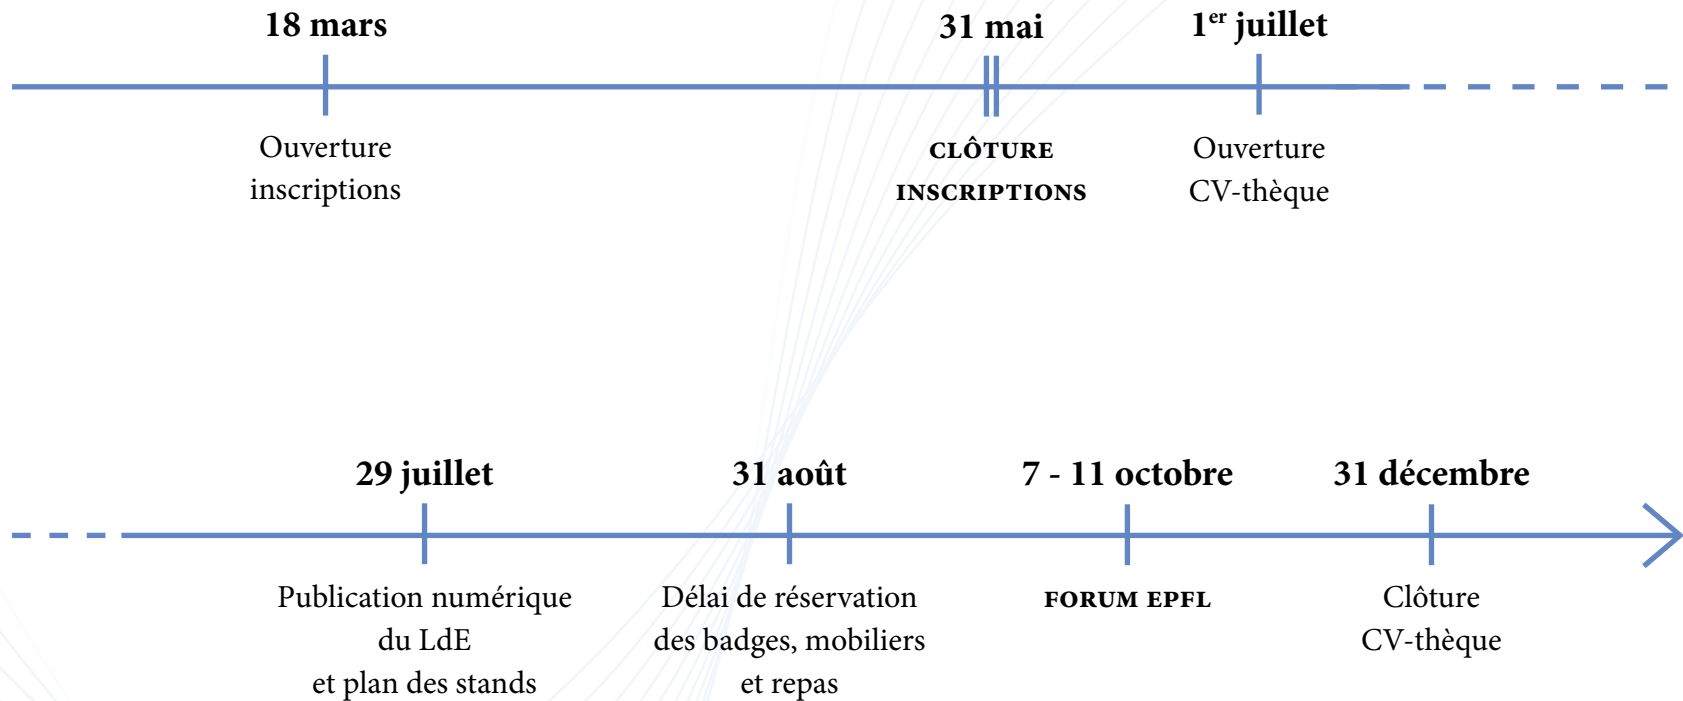 18 mars
31 mai
1er juillet
Ouverture
inscriptions
CLÔTURE
INSCRIPTIONS
Ouverture
CV-thèque
29 juillet
31 août
7 - 11 octobre
31 décembre
Publication numérique
du LdE
et plan des stands
Délai de réservation
des badges, mobiliers
et repas
FORUM EPFL
Clôture
CV-thèque